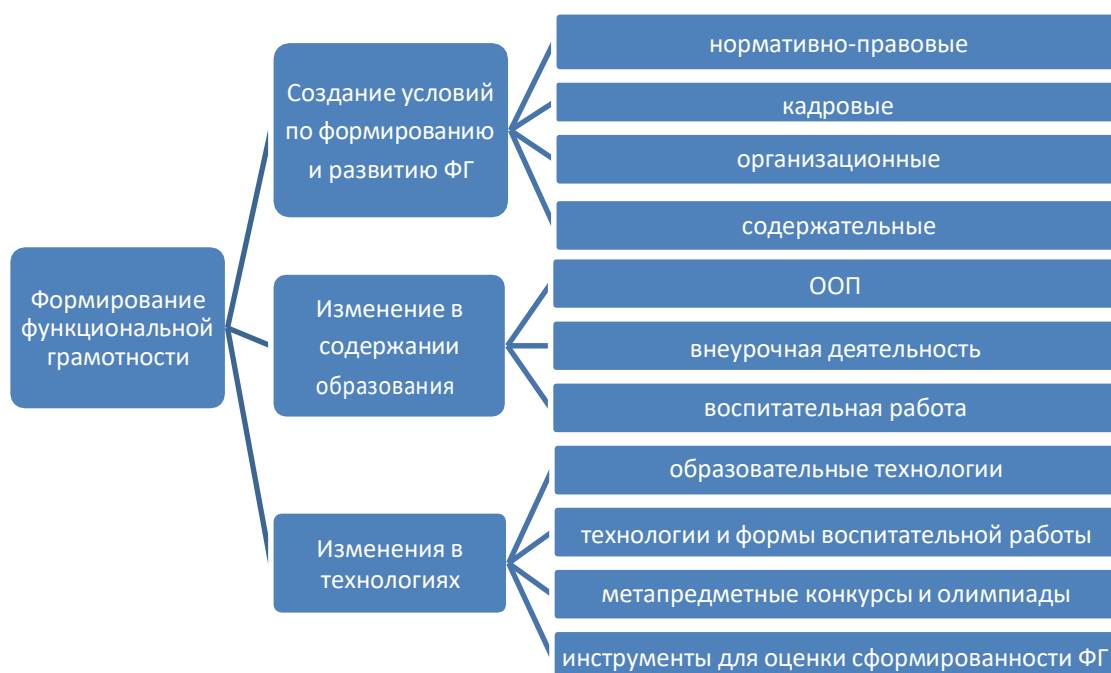 Формирование
функциональной
грамотности
Создание условий
по формированию
и развитию ФГ
нормативно-правовые
кадровые
организационные
содержательные
Изменение в
содержании
образования
ООП
внеурочная деятельность
воспитательная работа
Изменения в
технологиях
образовательные технологии
технологии и формы воспитательной работы
метапредметные конкурсы и олимпиады
инструменты для оценки сформированности ФГ